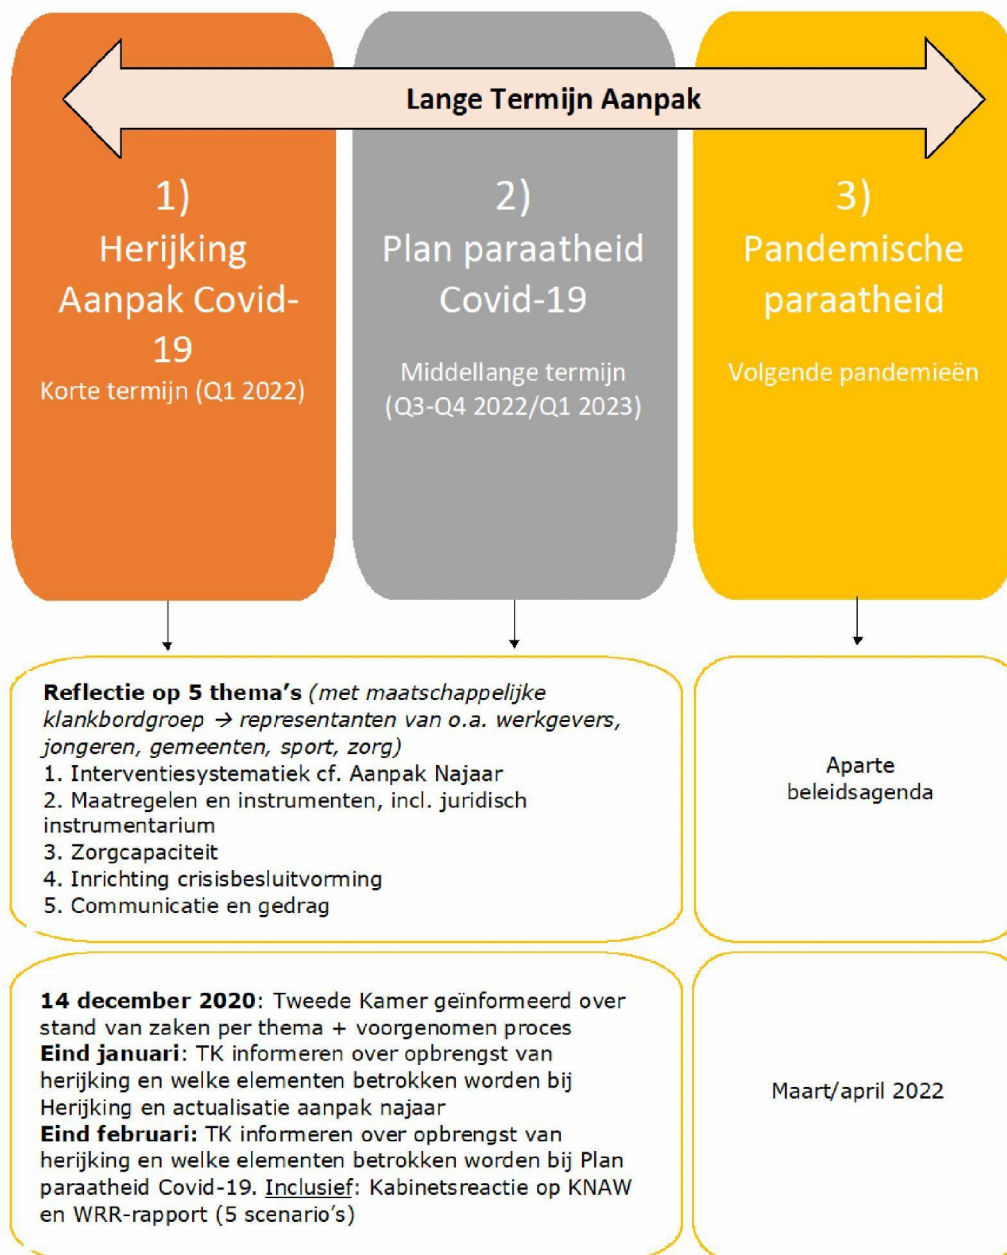 Lange Termijn Aanpak
1)
Herijking
Aanpak Covid-
19
Korte termijn (Q1 2022)
2)
Plan paraatheid
Covid-19
Middellange termijn
(Q3-Q4 2022/Q1 2023)
3)
Pandemische
paraatheid
Volgende pandemieën
Reflectie op 5 thema's (met maatschappelijke
klankbordgroep → representanten van o.a. werkgevers,
jongeren, gemeenten, sport, zorg)
1. Interventiesystematiek cf. Aanpak Najaar
2. Maatregelen en instrumenten, incl. juridisch
instrumentarium
3. Zorgcapaciteit
4. Inrichting crisisbesluitvorming
5. Communicatie en gedrag
Aparte
beleidsagenda
14 december 2020: Tweede Kamer geïnformeerd over
stand van zaken per thema + voorgenomen proces
Eind januari: TK informeren over opbrengst van
herijking en welke elementen betrokken worden bij
Herijking en actualisatie aanpak najaar
Eind februari: TK informeren over opbrengst van
herijking en welke elementen betrokken worden bij Plan
paraatheid Covid-19. Inclusief: Kabinetsreactie op KNAW
en WRR-rapport (5 scenario's)
Maart/april 2022